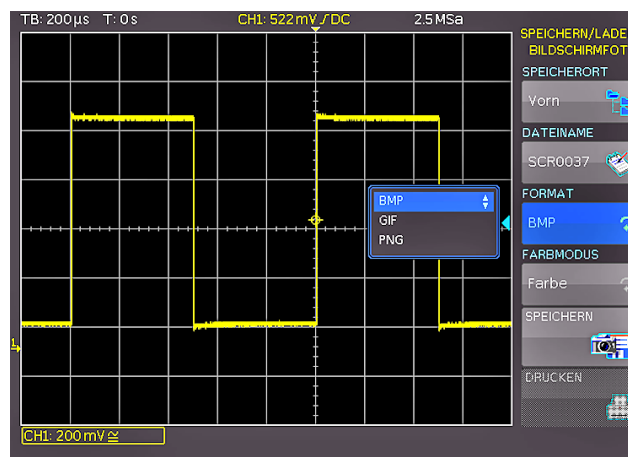 TB: 200µs T: 0s CH1: 522mV ⎍ DC 2.5MSa
SPEICHERN/LADE
BILDSCHIRMFOT
SPEICHERORT
Vorn
DATEINAME
SCR0037
FORMAT
BMP
FARBMODUS
Farbe
SPEICHERN
DRUCKEN
BMP
GIF
PNG
1
CH1: 200mV ≅